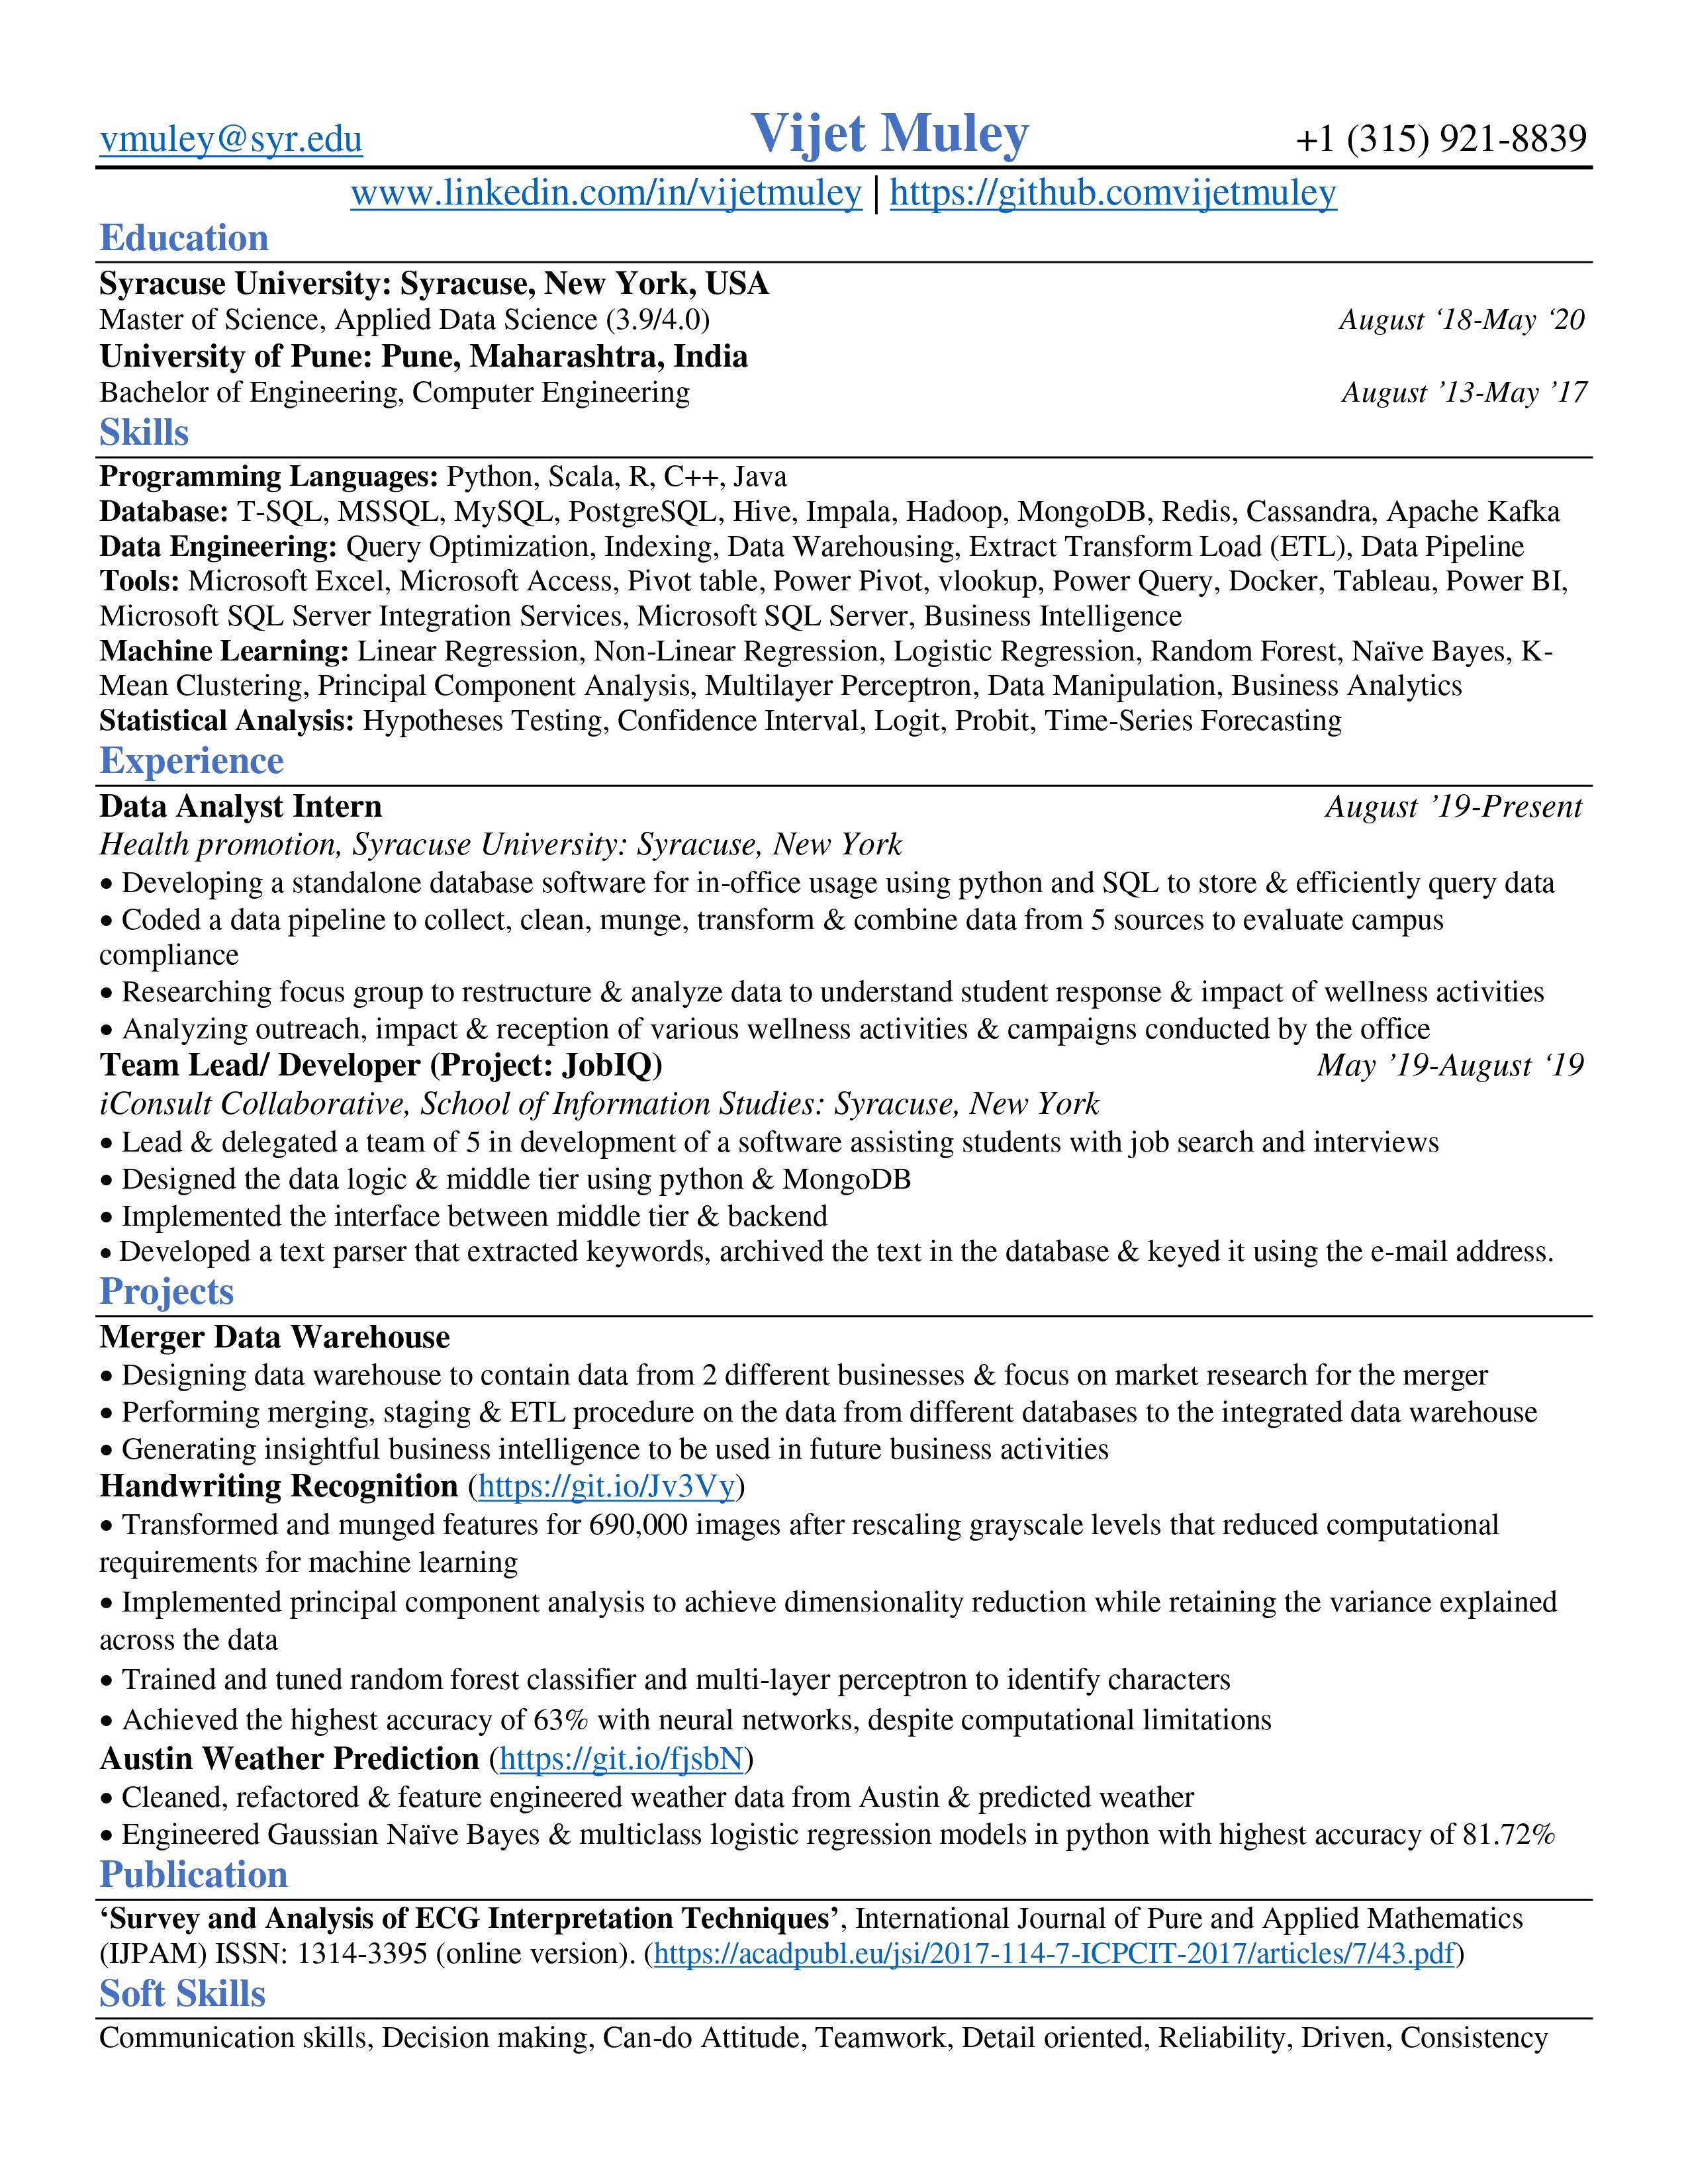 vmuley@syr.edu Vijet Muley +1 (315) 921-8839
www.linkedin.com/in/vijetmuley | https://github.comvijetmuley
Education
Syracuse University: Syracuse, New York, USA
Master of Science, Applied Data Science (3.9/4.0) August ‘18-May ‘20
University of Pune: Pune, Maharashtra, India
Bachelor of Engineering, Computer Engineering August ’13-May ’17
Skills
Programming Languages: Python, Scala, R, C++, Java
Database: T-SQL, MSSQL, MySQL, PostgreSQL, Hive, Impala, Hadoop, MongoDB, Redis, Cassandra, Apache Kafka
Data Engineering: Query Optimization, Indexing, Data Warehousing, Extract Transform Load (ETL), Data Pipeline
Tools: Microsoft Excel, Microsoft Access, Pivot table, Power Pivot, vlookup, Power Query, Docker, Tableau, Power BI,
Microsoft SQL Server Integration Services, Microsoft SQL Server, Business Intelligence
Machine Learning: Linear Regression, Non-Linear Regression, Logistic Regression, Random Forest, Naïve Bayes, K-
Mean Clustering, Principal Component Analysis, Multilayer Perceptron, Data Manipulation, Business Analytics
Statistical Analysis: Hypotheses Testing, Confidence Interval, Logit, Probit, Time-Series Forecasting
Experience
Data Analyst Intern August ’19-Present
Health promotion, Syracuse University: Syracuse, New York
• Developing a standalone database software for in-office usage using python and SQL to store & efficiently query data
• Coded a data pipeline to collect, clean, munge, transform & combine data from 5 sources to evaluate campus
compliance
• Researching focus group to restructure & analyze data to understand student response & impact of wellness activities
• Analyzing outreach, impact & reception of various wellness activities & campaigns conducted by the office
Team Lead/ Developer (Project: JobIQ) May ’19-August ‘19
iConsult Collaborative, School of Information Studies: Syracuse, New York
• Lead & delegated a team of 5 in development of a software assisting students with job search and interviews
• Designed the data logic & middle tier using python & MongoDB
• Implemented the interface between middle tier & backend
• Developed a text parser that extracted keywords, archived the text in the database & keyed it using the e-mail address.
Projects
Merger Data Warehouse
• Designing data warehouse to contain data from 2 different businesses & focus on market research for the merger
• Performing merging, staging & ETL procedure on the data from different databases to the integrated data warehouse
• Generating insightful business intelligence to be used in future business activities
Handwriting Recognition (https://git.io/Jv3Vy)
• Transformed and munged features for 690,000 images after rescaling grayscale levels that reduced computational
requirements for machine learning
• Implemented principal component analysis to achieve dimensionality reduction while retaining the variance explained
across the data
• Trained and tuned random forest classifier and multi-layer perceptron to identify characters
• Achieved the highest accuracy of 63% with neural networks, despite computational limitations
Austin Weather Prediction (https://git.io/fjsbN)
• Cleaned, refactored & feature engineered weather data from Austin & predicted weather
• Engineered Gaussian Naïve Bayes & multiclass logistic regression models in python with highest accuracy of 81.72%
Publication
‘Survey and Analysis of ECG Interpretation Techniques’, International Journal of Pure and Applied Mathematics
(IJPAM) ISSN: 1314-3395 (online version). (https://acadpubl.eu/jsi/2017-114-7-ICPCIT-2017/articles/7/43.pdf)
Soft Skills
Communication skills, Decision making, Can-do Attitude, Teamwork, Detail oriented, Reliability, Driven, Consistency